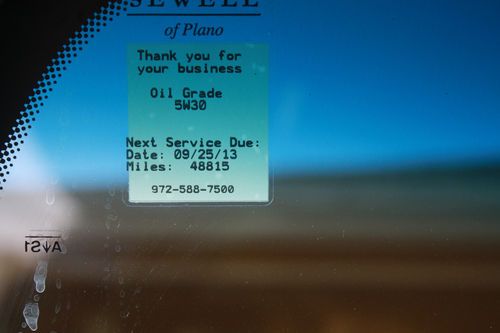 SEWELL
of Plano
Thank you for
your business
Oil Grade
5W30
Next Service Due:
Date: 09/25/13
Miles: 48815
972-588-7500
AS1